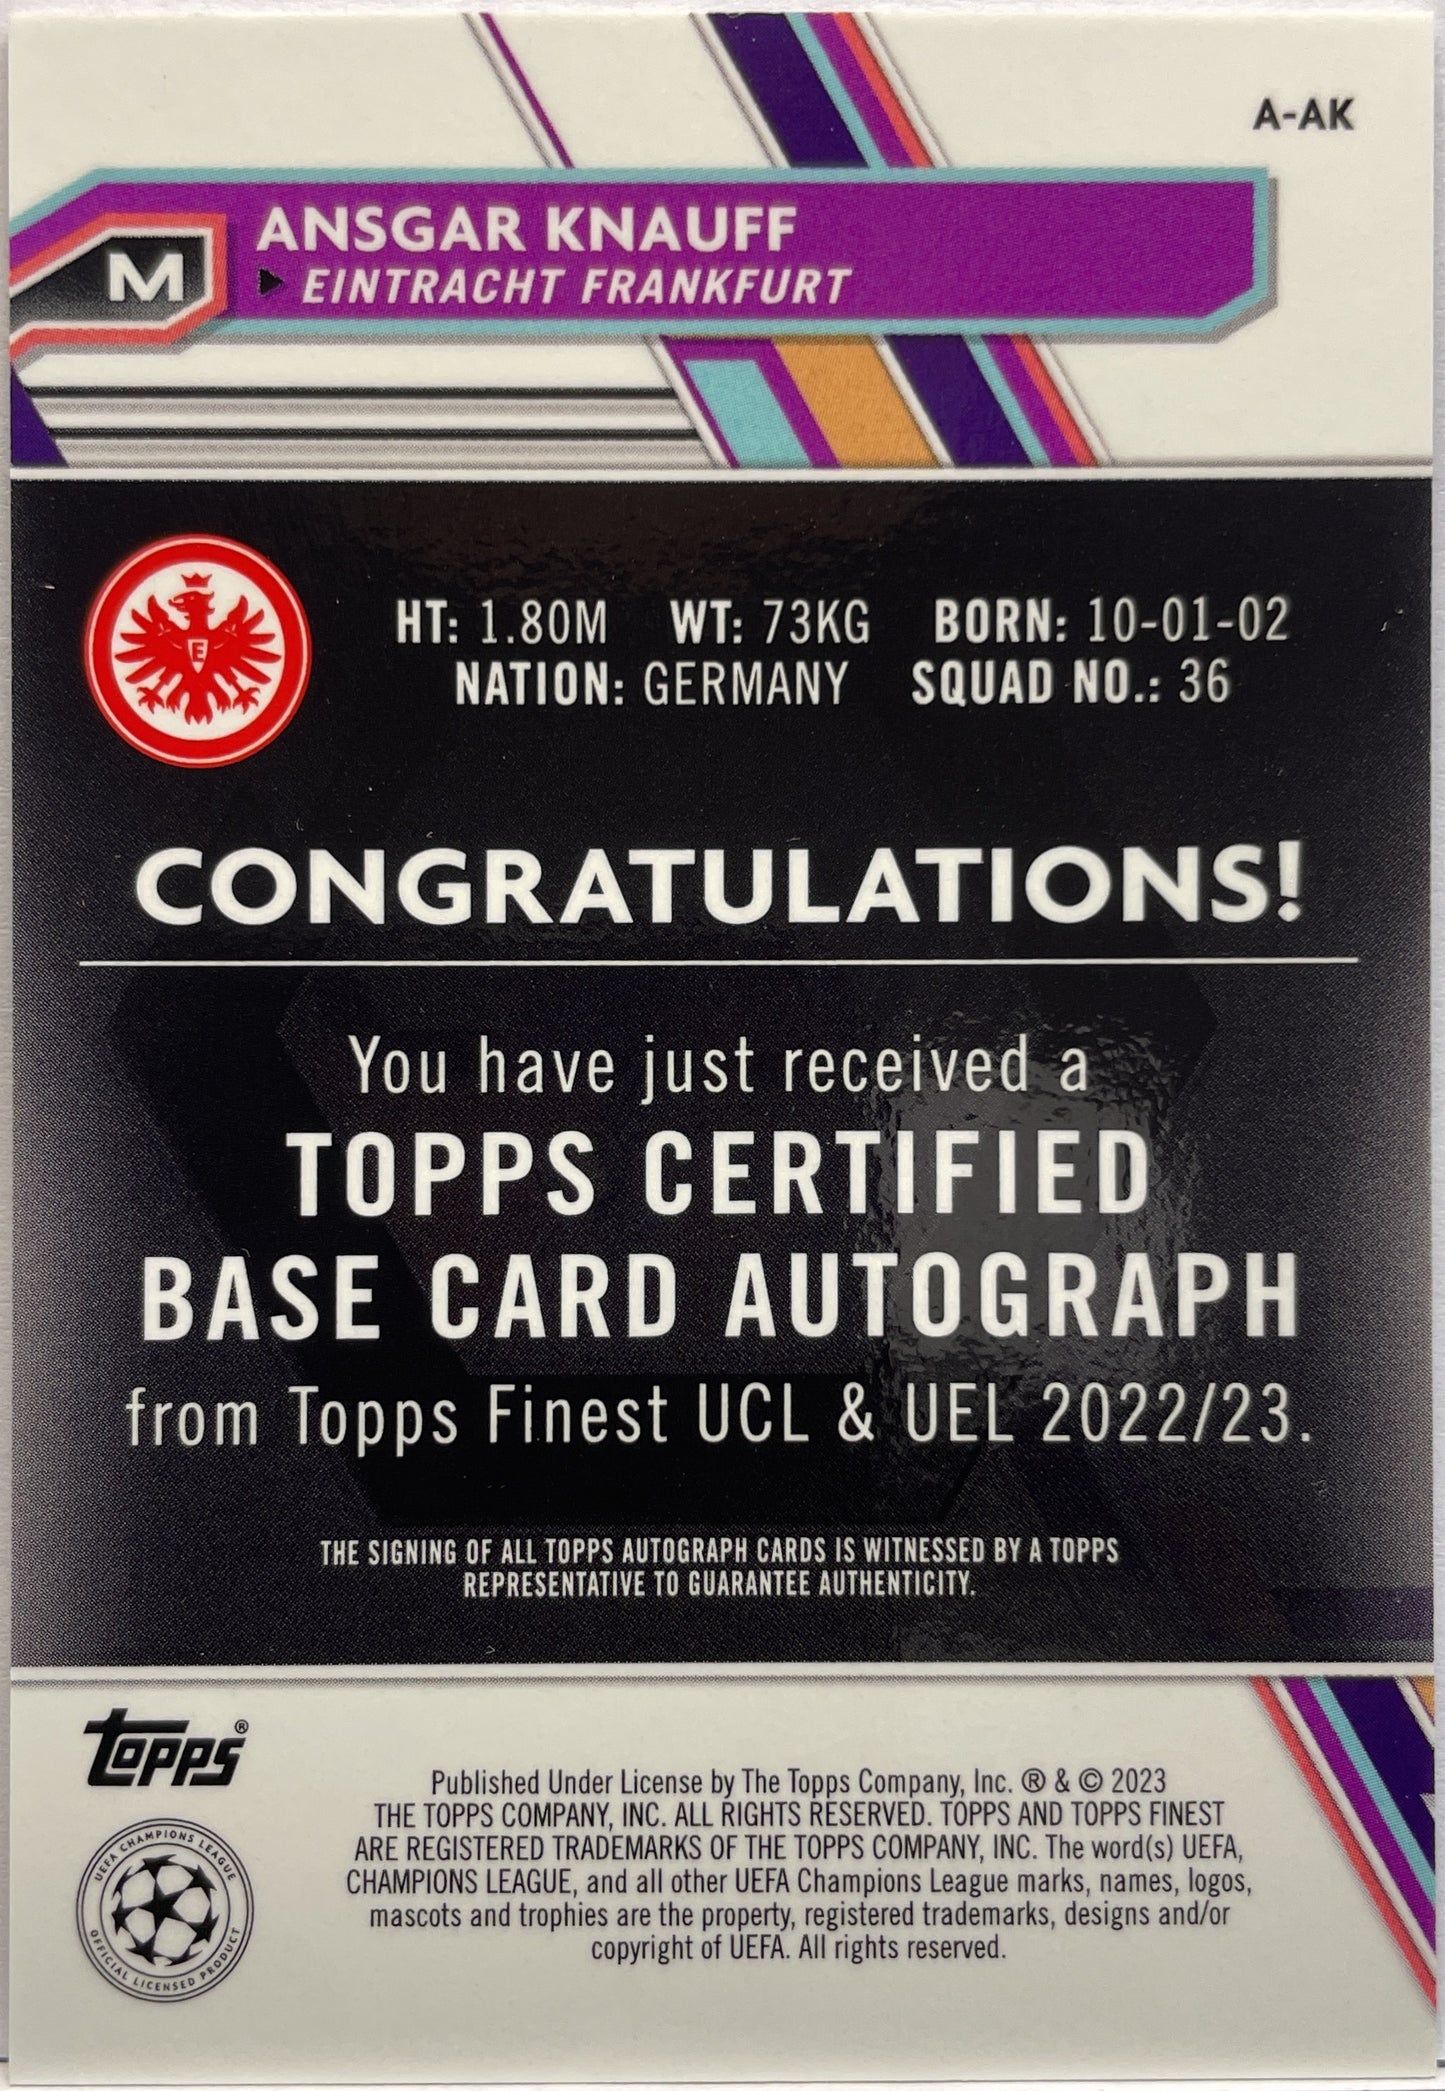 A-AK
M
ANSGAR KNAUFF
EINTRACHT FRANKFURT
E
HT: 1.80M WT: 73KG BORN: 10-01-02
NATION: GERMANY SQUAD NO.: 36
CONGRATULATIONS!
You have just received a
TOPPS CERTIFIED
BASE CARD AUTOGRAPH
from Topps Finest UCL & UEL 2022/23.
THE SIGNING OF ALL TOPPS AUTOGRAPH CARDS IS WITNESSED BY A TOPPS
REPRESENTATIVE TO GUARANTEE AUTHENTICITY.
Topps®
UEFA CHAMPIONS LEAGUE
OFFICIAL LICENSED PRODUCT
Published Under License by The Topps Company, Inc. ® & © 2023
THE TOPPS COMPANY, INC. ALL RIGHTS RESERVED. TOPPS AND TOPPS FINEST
ARE REGISTERED TRADEMARKS OF THE TOPPS COMPANY, INC. The word(s) UEFA,
CHAMPIONS LEAGUE, and all other UEFA Champions League marks, names, logos,
mascots and trophies are the property, registered trademarks, designs and/or
copyright of UEFA. All rights reserved.